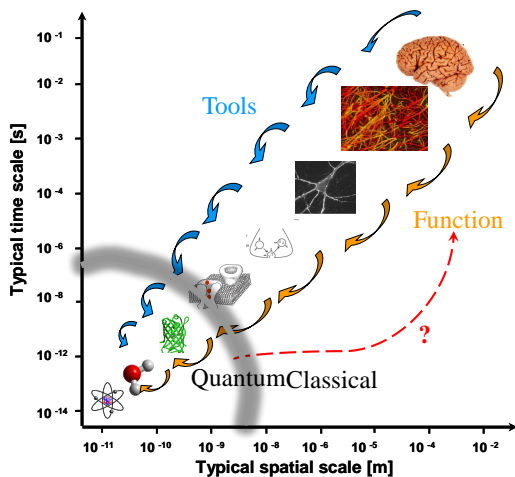 Typical time scale [s]
10⁻¹
10⁻²
10⁻³
10⁻⁴
10⁻⁶
10⁻⁸
10⁻¹²
10⁻¹⁴
Tools
Function
?
Quantum Classical
10⁻¹¹ 10⁻¹⁰ 10⁻⁹ 10⁻⁸ 10⁻⁶ 10⁻⁵ 10⁻⁴ 10⁻²
Typical spatial scale [m]